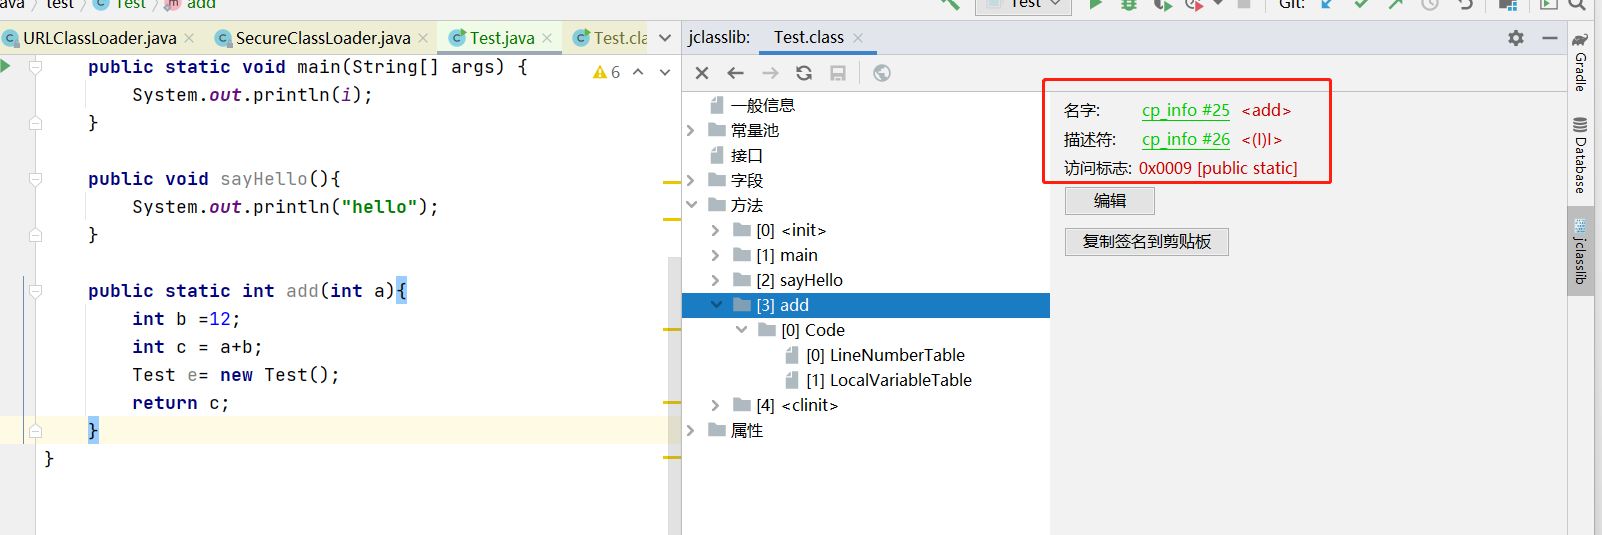 ava › test › Test › add
Test
Git:
URLClassLoader.java
SecureClassLoader.java
Test.java
Test.cla
public static void main(String[] args) {
6
System.out.println(i);
}
public void sayHello(){
System.out.println("hello");
}
public static int add(int a){
int b =12;
int c = a+b;
Test e= new Test();
return c;
}
}
jclasslib:
Test.class
一般信息
常量池
接口
字段
方法
[0] <init>
[1] main
[2] sayHello
[3] add
[0] Code
[0] LineNumberTable
[1] LocalVariableTable
[4] <clinit>
属性
名字: cp_info #25 <add>
描述符: cp_info #26 <(I)I>
访问标志: 0x0009 [public static]
编辑
复制签名到剪贴板
Gradle
Database
jclasslib